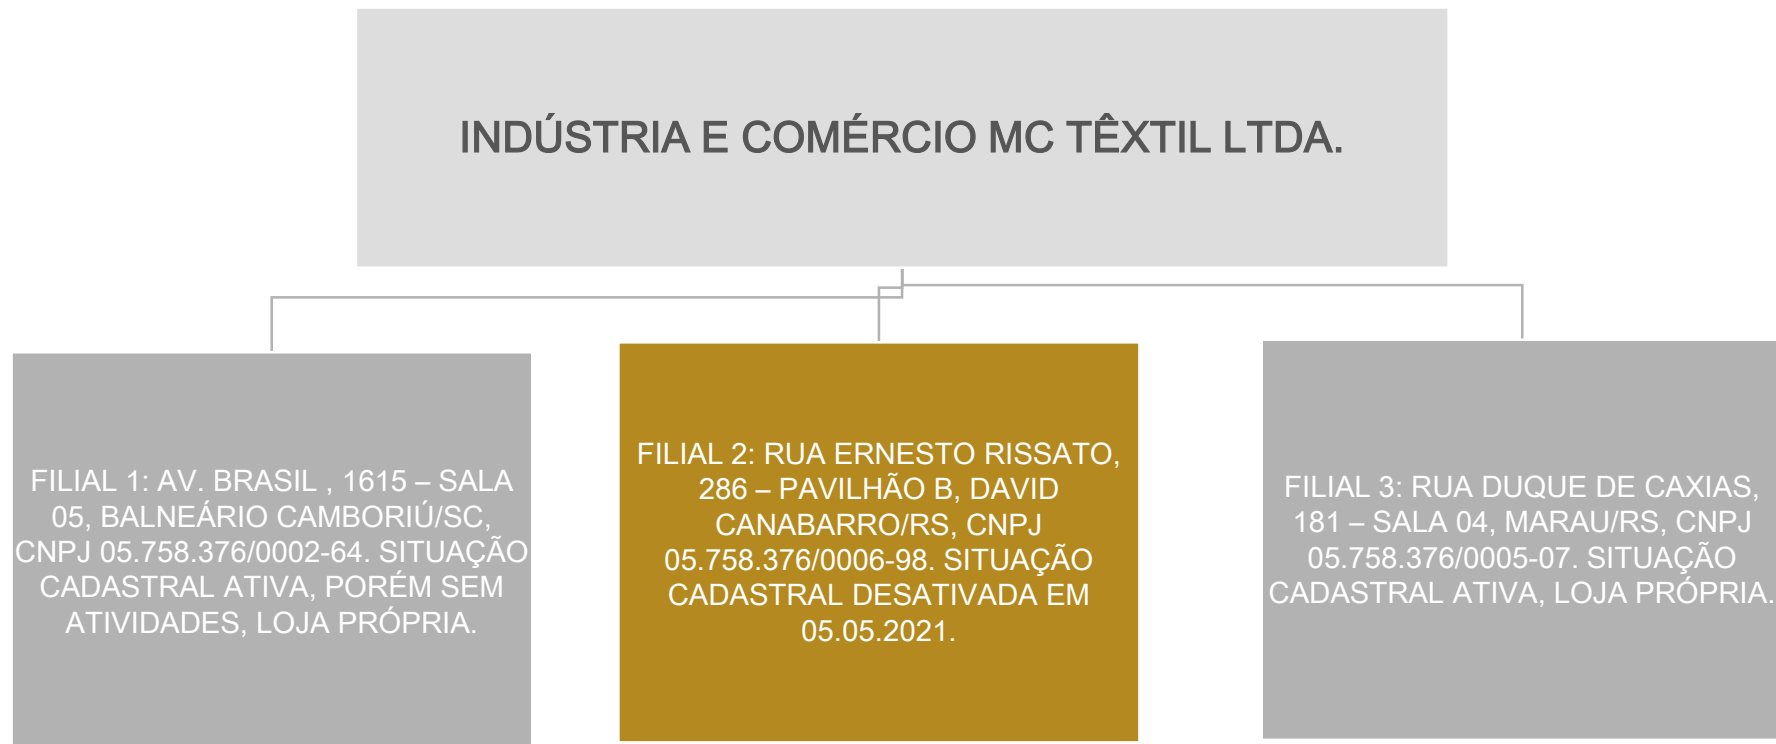 INDÚSTRIA E COMÉRCIO MC TÊXTIL LTDA.
FILIAL 1: AV. BRASIL , 1615 – SALA
05, BALNEÁRIO CAMBORIÚ/SC,
CNPJ 05.758.376/0002-64. SITUAÇÃO
CADASTRAL ATIVA, PORÉM SEM
ATIVIDADES, LOJA PRÓPRIA.
FILIAL 2: RUA ERNESTO RISSATO,
286 – PAVILHÃO B, DAVID
CANABARRO/RS, CNPJ
05.758.376/0006-98. SITUAÇÃO
CADASTRAL DESATIVADA EM
05.05.2021.
FILIAL 3: RUA DUQUE DE CAXIAS,
181 – SALA 04, MARAU/RS, CNPJ
05.758.376/0005-07. SITUAÇÃO
CADASTRAL ATIVA, LOJA PRÓPRIA.